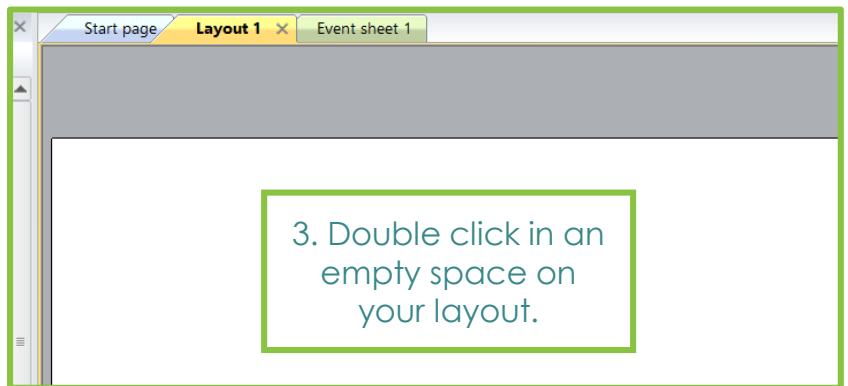 Start page
Layout 1
Event sheet 1
3. Double click in an
empty space on
your layout.